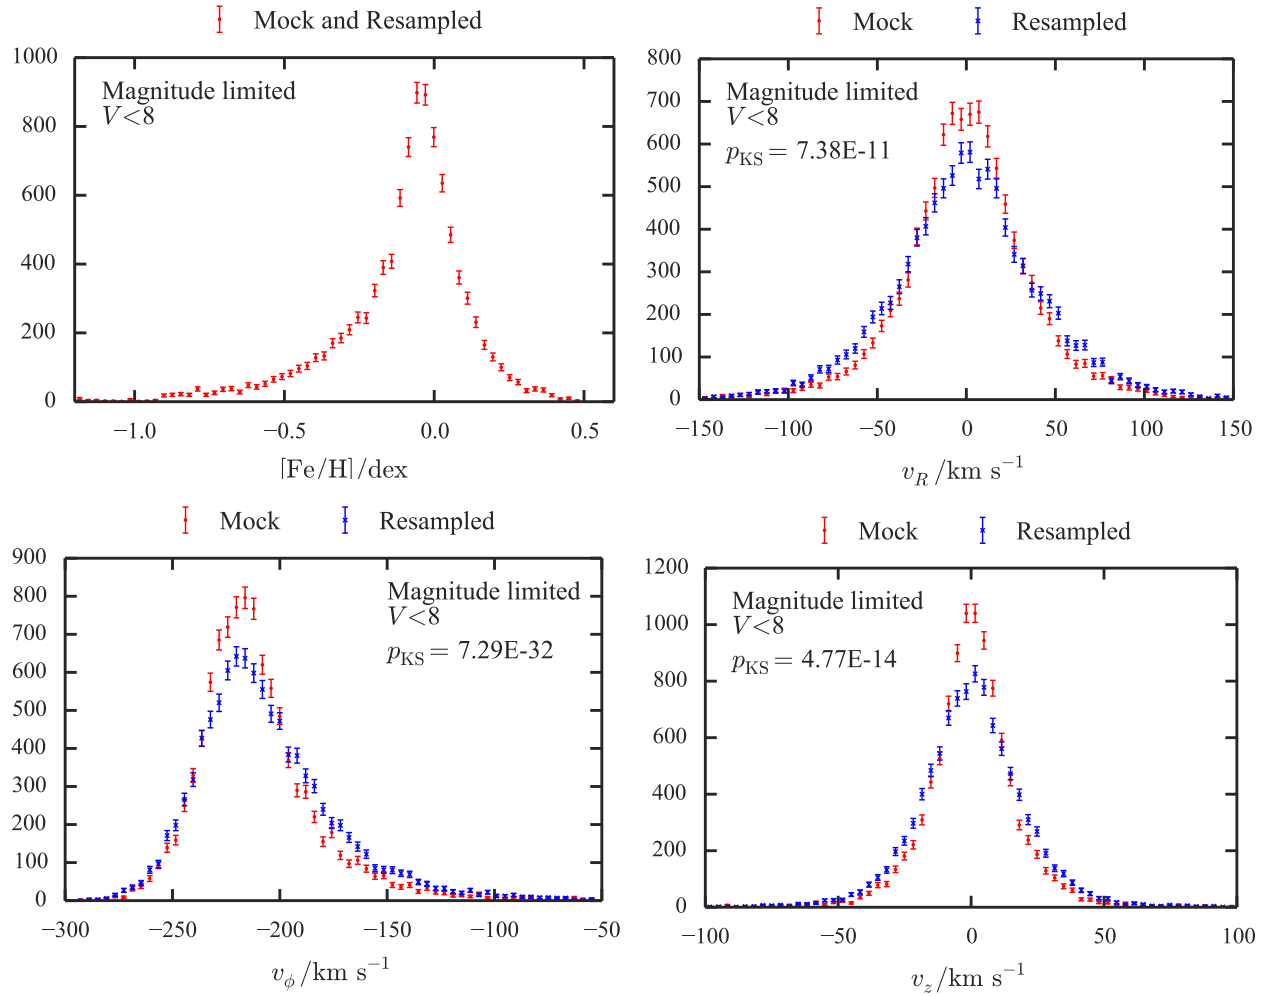 Mock and Resampled
1000
800
600
400
200
0
Magnitude limited
V<8
−1.0 −0.5 0.0 0.5
[Fe/H]/dex
Mock Resampled
800
700
600
500
400
300
200
100
0
Magnitude limited
V<8
pKS = 7.38E-11
−150 −100 −50 0 50 100 150
vR /km s−1
Mock Resampled
900
800
700
600
500
400
300
200
100
0
Magnitude limited
V<8
pKS = 7.29E-32
−300 −250 −200 −150 −100 −50
vϕ /km s−1
Mock Resampled
1200
1000
800
600
400
200
0
Magnitude limited
V<8
pKS = 4.77E-14
−100 −50 0 50 100
vz /km s−1